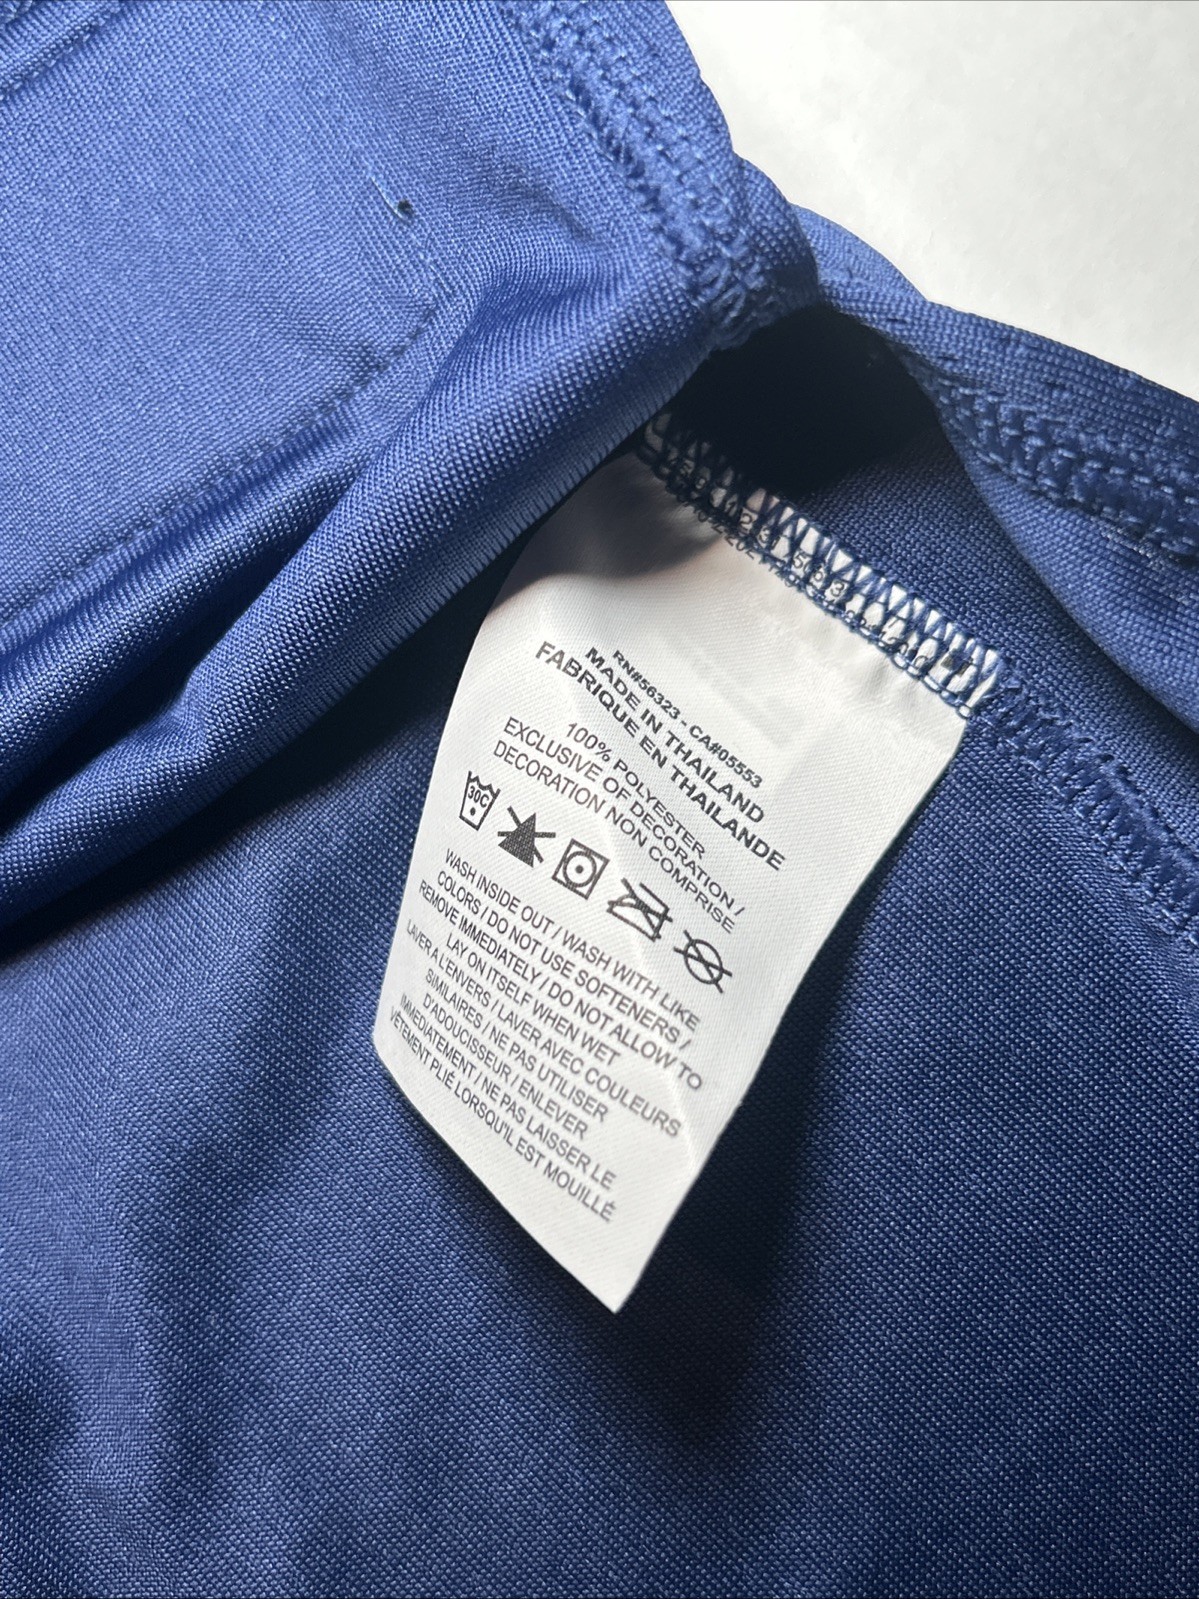 RN#56323 - CA#05553
MADE IN THAILAND
FABRIQUE EN THAILANDE
100% POLYESTER
EXCLUSIVE OF DECORATION /
DECORATION NON COMPRISE
30C
WASH INSIDE OUT / WASH WITH LIKE
COLORS / DO NOT USE SOFTENERS /
REMOVE IMMEDIATELY / DO NOT ALLOW TO
LAY ON ITSELF WHEN WET
LAVER A L'ENVERS / LAVER AVEC COULEURS
SIMILAIRES / NE PAS UTILISER
D'ADOUCISSEUR / ENLEVER
IMMEDIATEMENT / NE PAS LAISSER LE
VÊTEMENT PLIÉ LORSQU'IL EST MOUILLÉ